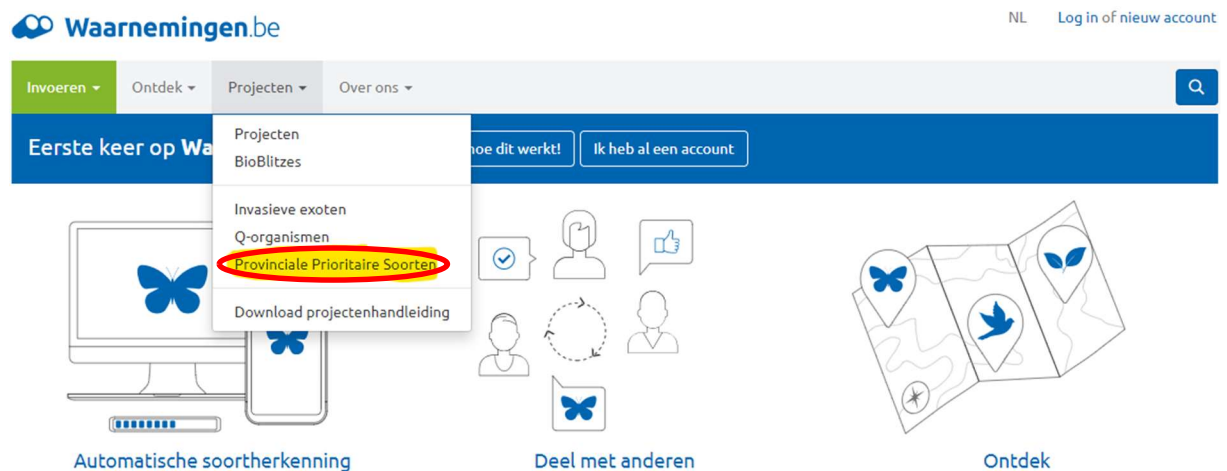 Waarnemingen.be
NL Log in of nieuw account
Invoeren Ontdek Projecten Over ons
Eerste keer op Wa hoe dit werkt! Ik heb al een account
Projecten
BioBlitzes
Invasieve exoten
Q-organismen
Provinciale Prioritaire Soorten
Download projectenhandleiding
Automatische soortherkenning Deel met anderen Ontdek